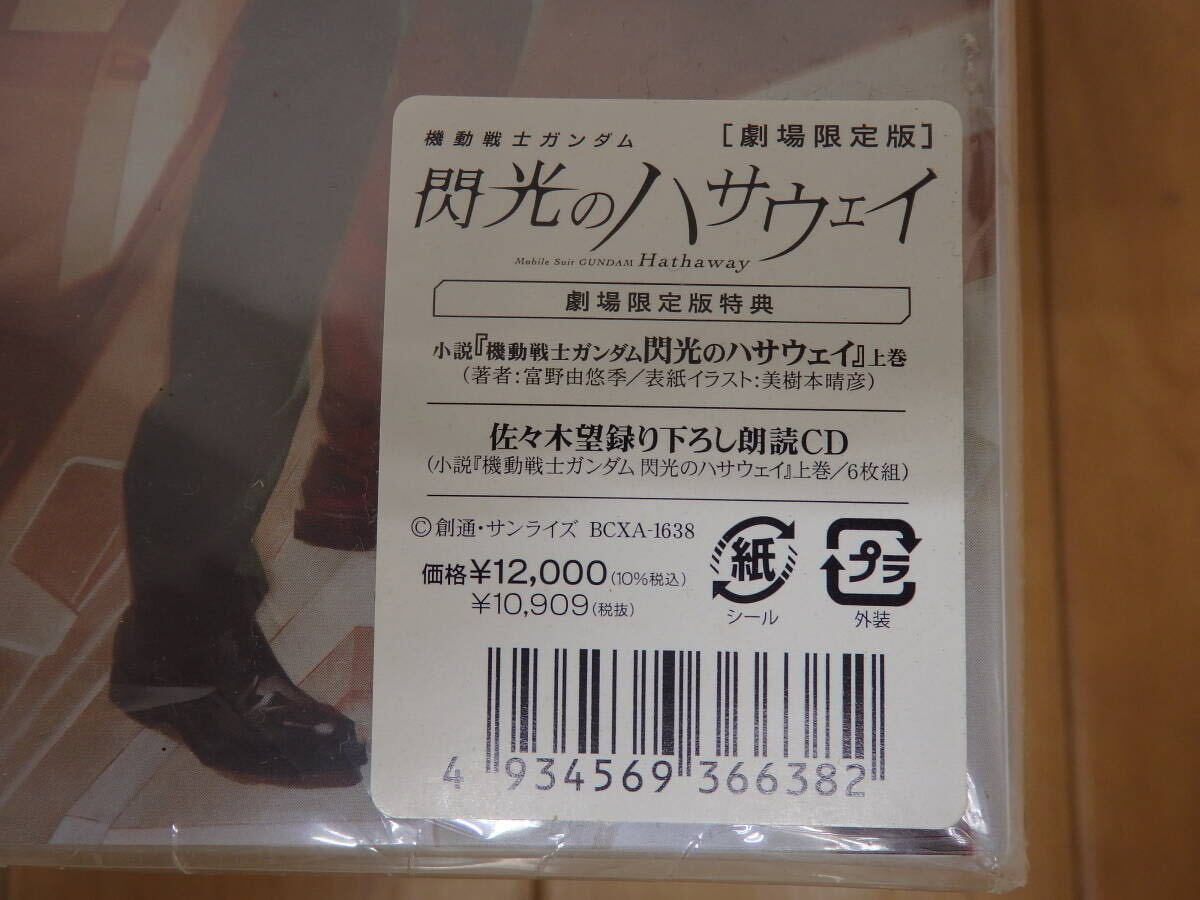 機動戦士ガンダム [劇場限定版]
閃光のハサウェイ
Mobile Suit GUNDAM Hathaway
劇場限定版特典
小説『機動戦士ガンダム閃光のハサウェイ』上巻
(著者:富野由悠季/表紙イラスト:美樹本晴彦)
佐々木望録り下ろし朗読CD
(小説『機動戦士ガンダム 閃光のハサウェイ』上巻/6枚組)
©創通・サンライズ BCXA-1638
価格¥12,000(10%税込)
¥10,909(税抜)
紙
シール
プラ
外装
4 934569 366382